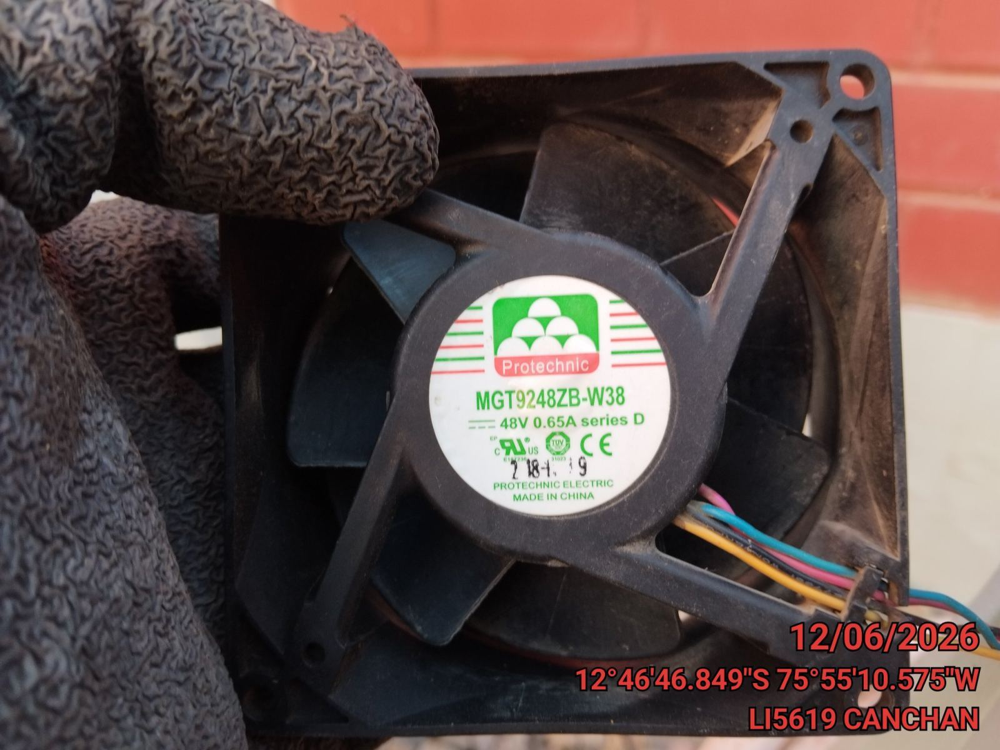 Protechnic
MGT9248ZB-W38
48V 0.65A series D
C US
TUV
CE
PROTECHNIC ELECTRIC
MADE IN CHINA
12/06/2026
12°46'46.849"S 75°55'10.575"W
LI5619 CANCHAN